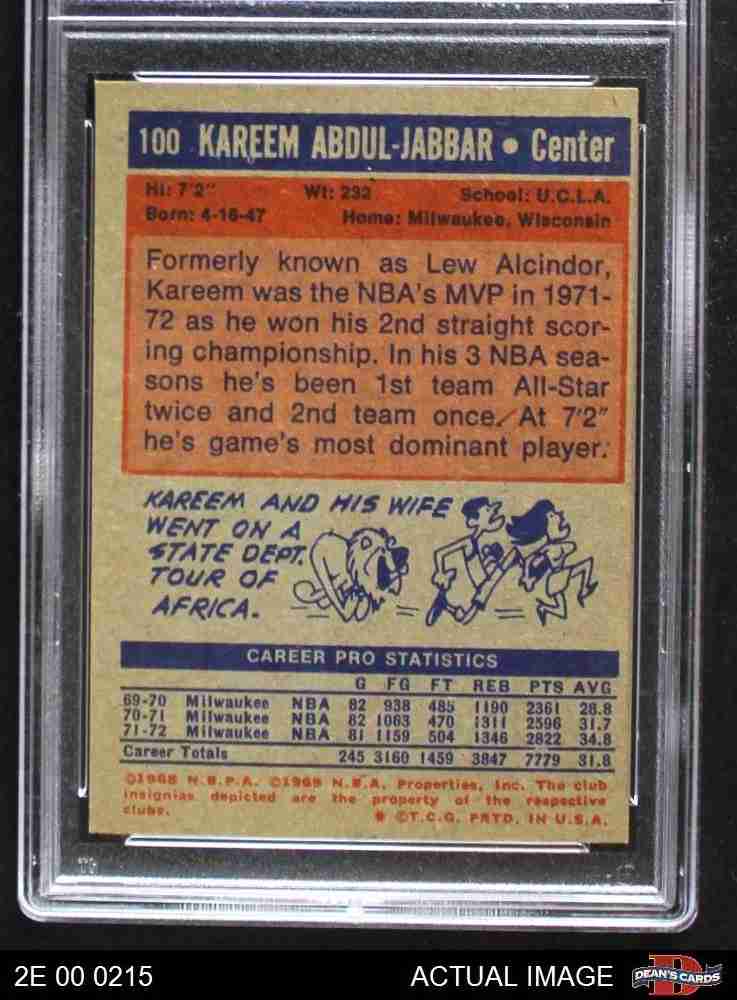 100 KAREEM ABDUL-JABBAR • Center
Hi: 7'2" Wt: 232 School: U.C.L.A.
Born: 4-16-47 Home: Milwaukee, Wisconsin
Formerly known as Lew Alcindor,
Kareem was the NBA's MVP in 1971-
72 as he won his 2nd straight scor-
ing championship. In his 3 NBA sea-
sons he's been 1st team All-Star
twice and 2nd team once. At 7'2"
he's game's most dominant player.
KAREEM AND HIS WIFE
WENT ON A
STATE DEPT.
TOUR OF
AFRICA.
CAREER PRO STATISTICS
G FG FT REB PTS AVG
69-70 Milwaukee NBA 82 938 485 1190 2361 28.8
70-71 Milwaukee NBA 82 1063 470 1311 2596 31.7
71-72 Milwaukee NBA 81 1159 504 1346 2822 34.8
Career Totals 245 3160 1459 3847 7779 31.8
©1968 N.B.P.A. ©1969 N.B.A. Properties, Inc. The club
insignias depicted are the property of the respective
clubs.
© T.C.G. PRTD. IN U.S.A.
2E 00 0215 ACTUAL IMAGE DEAN'S CARDS